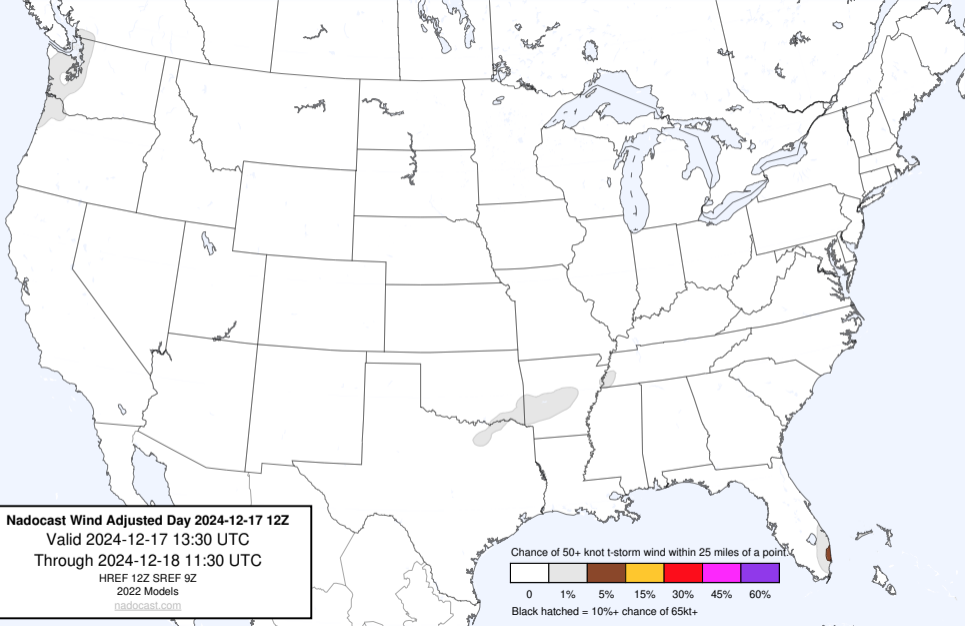 Nadocast Wind Adjusted Day 2024-12-17 12Z
Valid 2024-12-17 13:30 UTC
Through 2024-12-18 11:30 UTC
HREF 12Z SREF 9Z
2022 Models
nadocast.com
Chance of 50+ knot t-storm wind within 25 miles of a point.
0 1% 5% 15% 30% 45% 60%
Black hatched = 10%+ chance of 65kt+